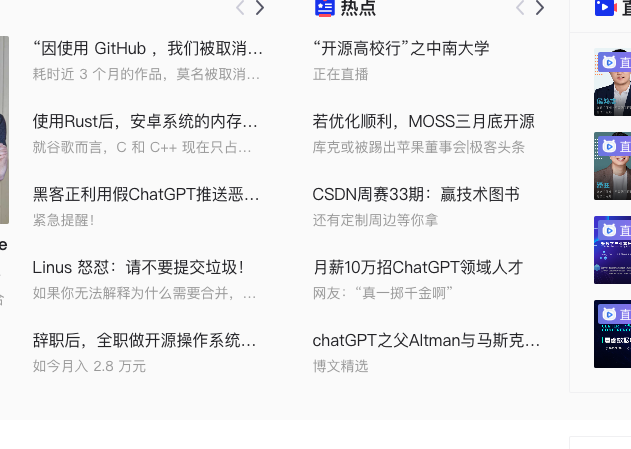 “因使用 GitHub ，我们被取消…
耗时近 3 个月的作品，莫名被取消…
使用Rust后，安卓系统的内存…
就谷歌而言，C 和 C++ 现在只占…
黑客正利用假ChatGPT推送恶…
紧急提醒！
Linus 怒怼：请不要提交垃圾！
如果你无法解释为什么需要合并，…
辞职后，全职做开源操作系统…
如今月入 2.8 万元
热点
“开源高校行”之中南大学
正在直播
若优化顺利，MOSS三月底开源
库克或被踢出苹果董事会|极客头条
CSDN周赛33期：赢技术图书
还有定制周边等你拿
月薪10万招ChatGPT领域人才
网友：“真一掷千金啊”
chatGPT之父Altman与马斯克…
博文精选
直
直
直
直